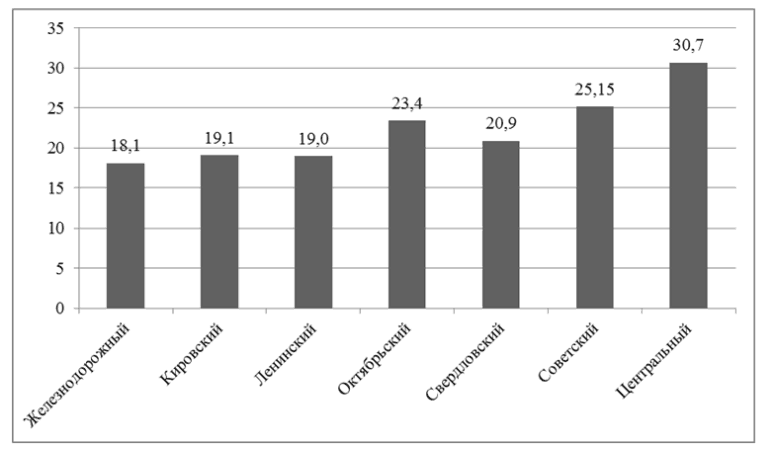 35
30
25
20
15
10
5
0
18,1
19,1
19,0
23,4
20,9
25,15
30,7
Железнодорожный
Кировский
Ленинский
Октябрьский
Свердловский
Советский
Центральный